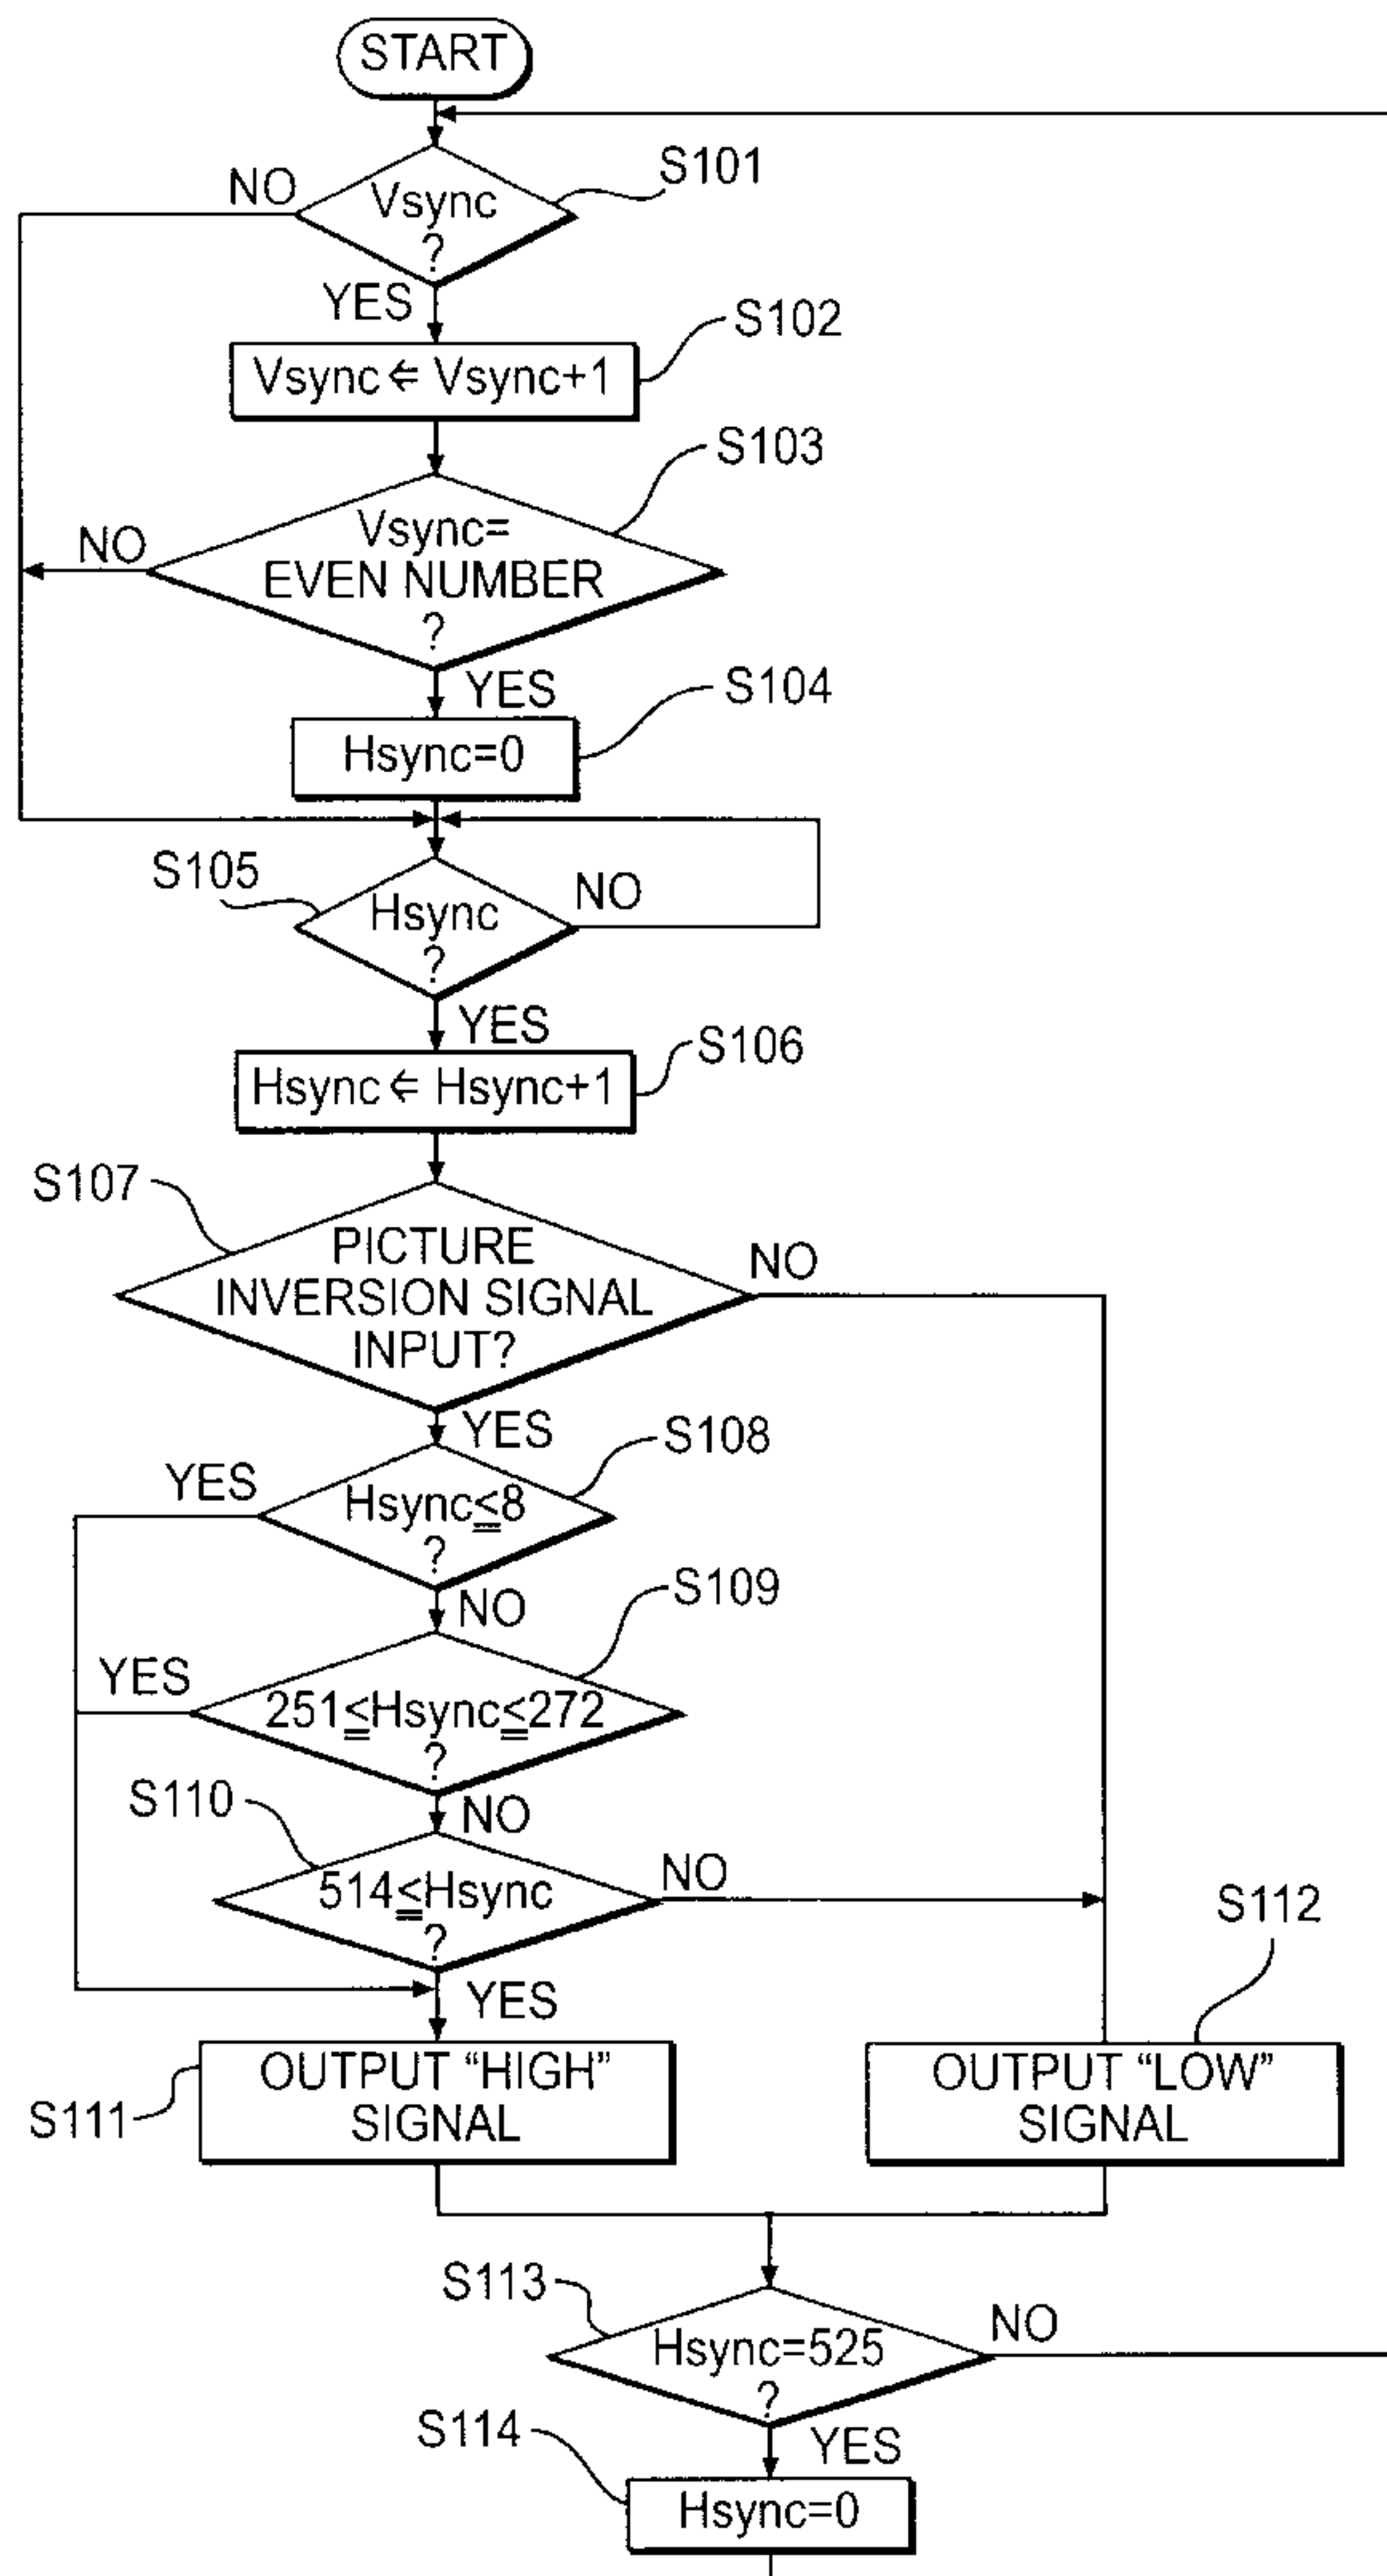 START
NO
Vsync
?
S101
YES
S102
Vsync ⇐ Vsync+1
S103
NO
Vsync=
EVEN NUMBER
?
YES
S104
Hsync=0
S105
Hsync
?
NO
YES
S106
Hsync ⇐ Hsync+1
S107
PICTURE
INVERSION SIGNAL
INPUT?
NO
YES
S108
YES
Hsync≦8
?
NO
S109
YES
251≦Hsync≦272
?
NO
S110
514≦Hsync
?
NO
YES
S112
S111
OUTPUT “HIGH”
SIGNAL
OUTPUT “LOW”
SIGNAL
S113
Hsync=525
?
NO
YES
S114
Hsync=0